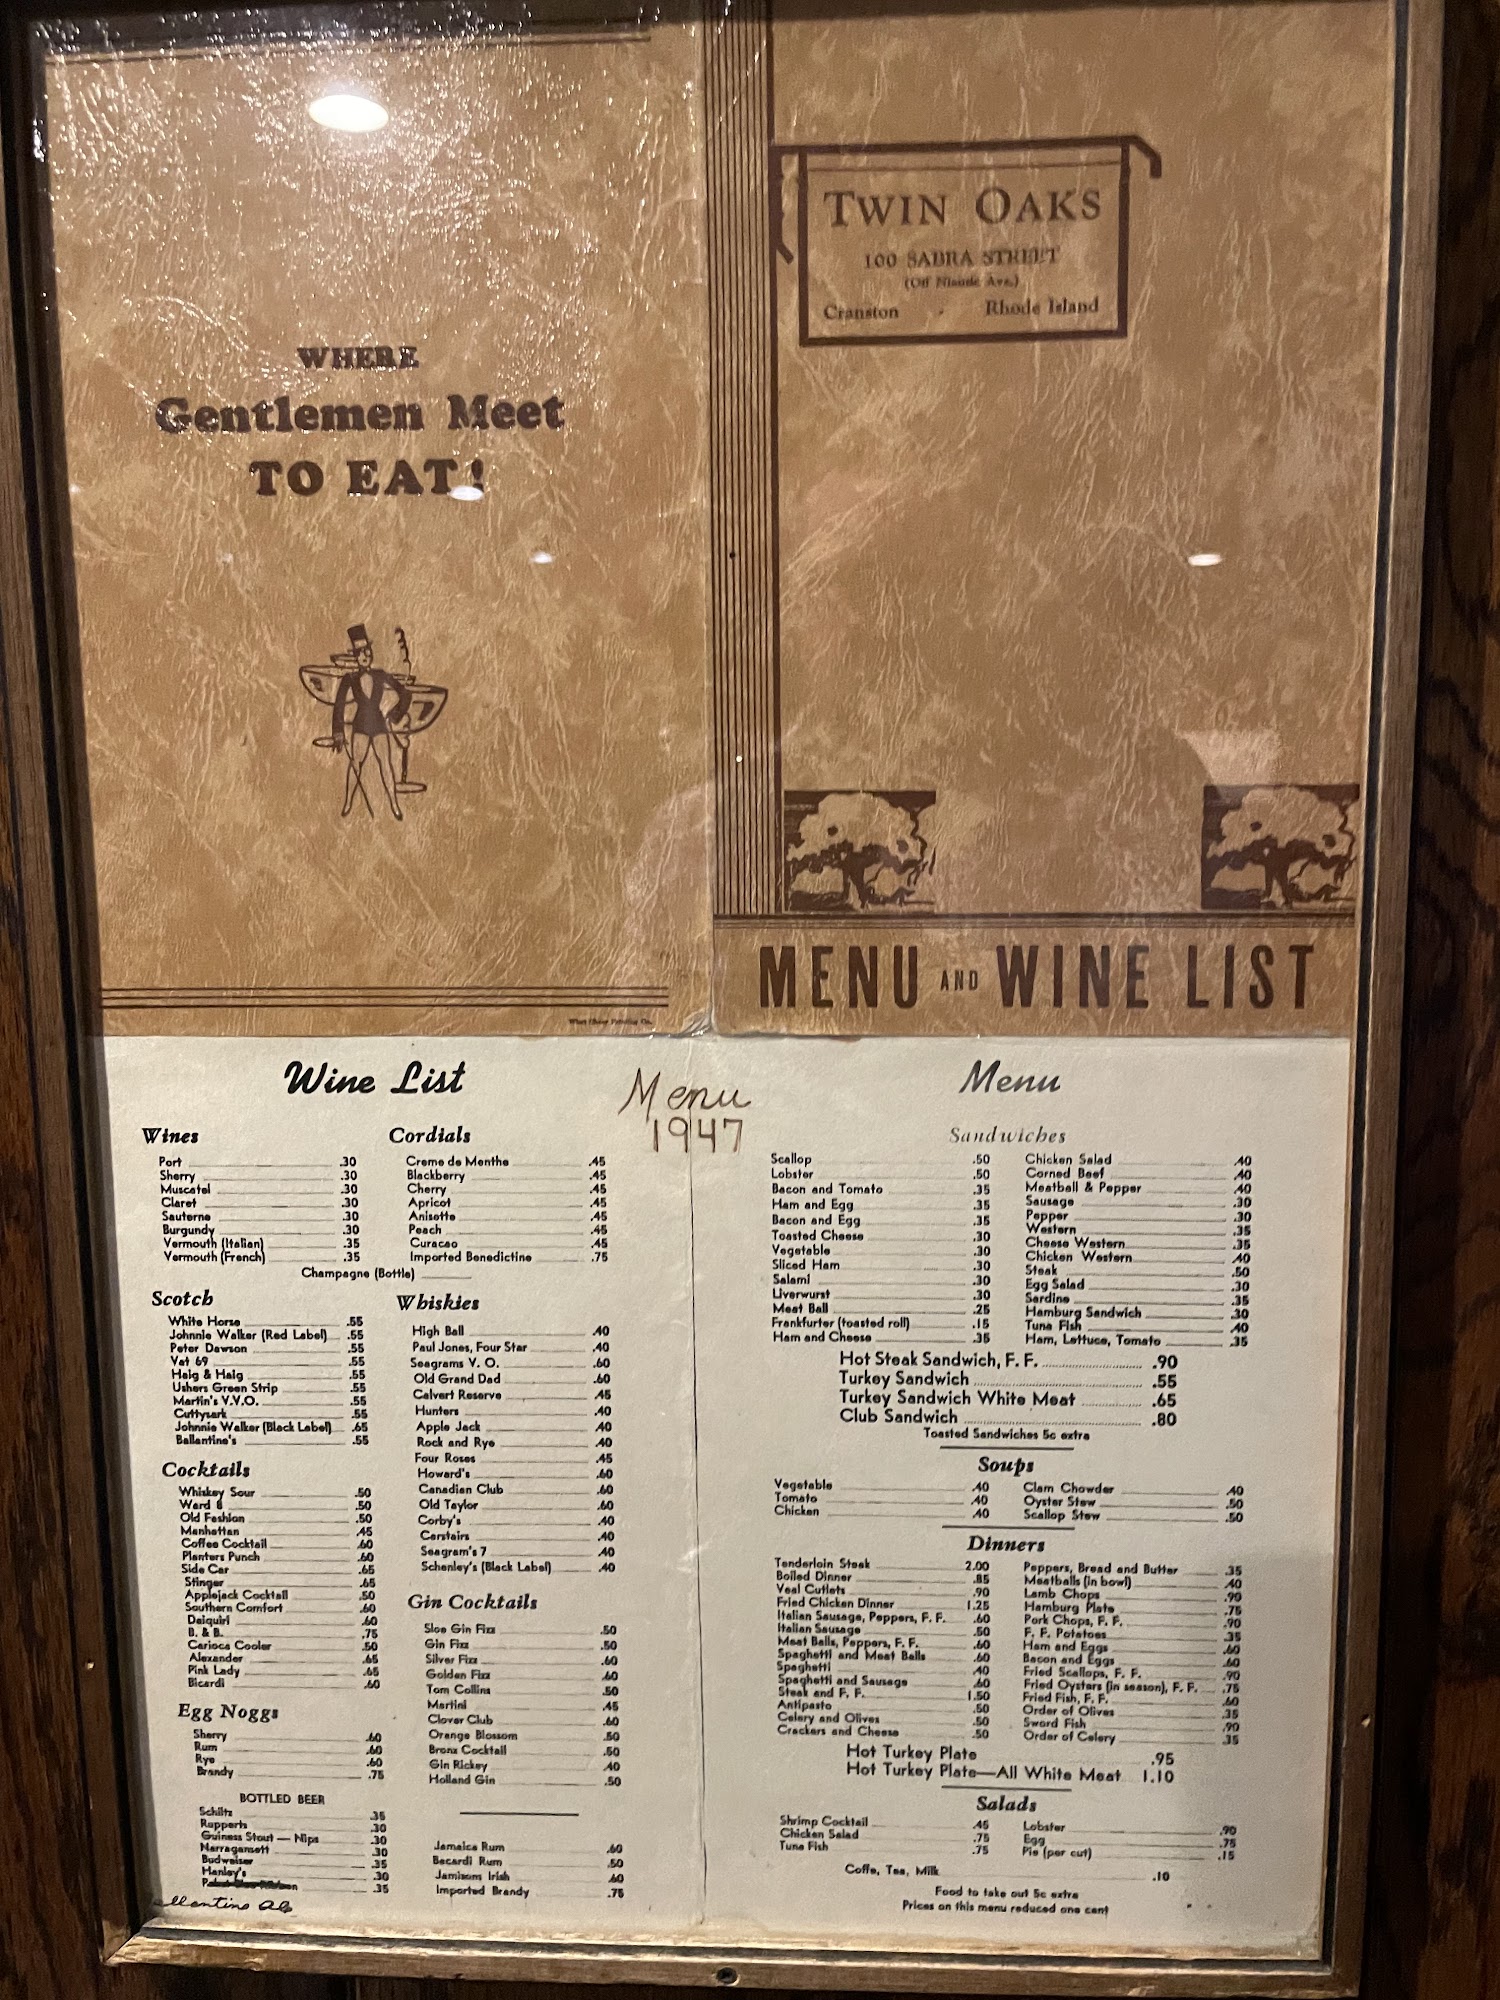 WHERE
Gentlemen Meet
TO EAT!
TWIN OAKS
100 SABRA STREET
(Off Niantic Ave.)
Cranston - Rhode Island
MENU AND WINE LIST
Wine List
Menu
1947
Wines
Port .30
Sherry .30
Muscatel .30
Claret .30
Sauterne .30
Burgundy .30
Vermouth (Italian) .35
Vermouth (French) .35
Cordials
Creme de Menthe .45
Blackberry .45
Cherry .45
Apricot .45
Anisette .45
Peach .45
Curacao .45
Imported Benedictine .75
Champagne (Bottle)
Scotch
White Horse .55
Johnnie Walker (Red Label) .55
Peter Dawson .55
Vat 69 .55
Haig & Haig .55
Ushers Green Strip .55
Martin's V.V.O. .55
Cuttysark .55
Johnnie Walker (Black Label) .65
Ballantine's .55
Whiskies
High Ball .40
Paul Jones, Four Star .40
Seagrams V. O. .60
Old Grand Dad .60
Calvert Reserve .45
Hunters .40
Apple Jack .40
Rock and Rye .40
Four Roses .45
Howard's .60
Canadian Club .60
Old Taylor .60
Corby's .40
Carstairs .40
Seagram's 7 .40
Schenley's (Black Label) .40
Cocktails
Whiskey Sour .50
Ward 8 .50
Old Fashion .50
Manhattan .45
Coffee Cocktail .60
Planters Punch .60
Side Car .65
Stinger .65
Applejack Cocktail .50
Southern Comfort .60
Daiquiri .60
B. & B. .75
Carioca Cooler .50
Alexander .65
Pink Lady .65
Bicardi .60
Gin Cocktails
Sloe Gin Fizz .50
Gin Fizz .50
Silver Fizz .60
Golden Fizz .60
Tom Collins .50
Martini .45
Clover Club .60
Orange Blossom .50
Bronx Cocktail .50
Gin Rickey .40
Holland Gin .50
Egg Noggs
Sherry .60
Rum .60
Rye .60
Brandy .75
BOTTLED BEER
Schiltz .35
Rupperts .30
Guiness Stout — Nips .30
Narragansett .30
Budweiser .35
Hanley's .30
.35
Jamaica Rum .60
Bacardi Rum .50
Jamisons Irish .60
Imported Brandy .75
Menu
Sandwiches
Scallop .50
Lobster .50
Bacon and Tomato .35
Ham and Egg .35
Bacon and Egg .35
Toasted Cheese .30
Vegetable .30
Sliced Ham .30
Salami .30
Liverwurst .30
Meat Ball .25
Frankfurter (toasted roll) .15
Ham and Cheese .35
Chicken Salad .40
Corned Beef .40
Meatball & Pepper .40
Sausage .30
Pepper .30
Western .35
Cheese Western .35
Chicken Western .40
Steak .50
Egg Salad .30
Sardine .35
Hamburg Sandwich .30
Tuna Fish .40
Ham, Lettuce, Tomato .35
Hot Steak Sandwich, F. F. .90
Turkey Sandwich .55
Turkey Sandwich White Meat .65
Club Sandwich .80
Toasted Sandwiches 5c extra
Soups
Vegetable .40
Tomato .40
Chicken .40
Clam Chowder .40
Oyster Stew .50
Scallop Stew .50
Dinners
Tenderloin Steak 2.00
Boiled Dinner .85
Veal Cutlets .90
Fried Chicken Dinner 1.25
Italian Sausage, Peppers, F. F. .60
Italian Sausage .50
Meat Balls, Peppers, F. F. .60
Spaghetti and Meat Balls .60
Spaghetti .40
Spaghetti and Sausage .60
Steak and F. F. 1.50
Antipasto .50
Celery and Olives .50
Crackers and Cheese .50
Peppers, Bread and Butter .35
Meatballs (in bowl) .40
Lamb Chops .90
Hamburg Plate .75
Pork Chops, F. F. .90
F. F. Potatoes .35
Ham and Eggs .60
Bacon and Eggs .60
Fried Scallops, F. F. .90
Fried Oysters (in season), F. F. .75
Fried Fish, F. F. .60
Order of Olives .35
Sword Fish .90
Order of Celery .35
Hot Turkey Plate .95
Hot Turkey Plate—All White Meat 1.10
Salads
Shrimp Cocktail .45
Chicken Salad .75
Tuna Fish .75
Lobster .90
Egg .75
Pie (per cut) .15
Coffe, Tea, Milk .10
Food to take out 5c extra
Prices on this menu reduced one cent